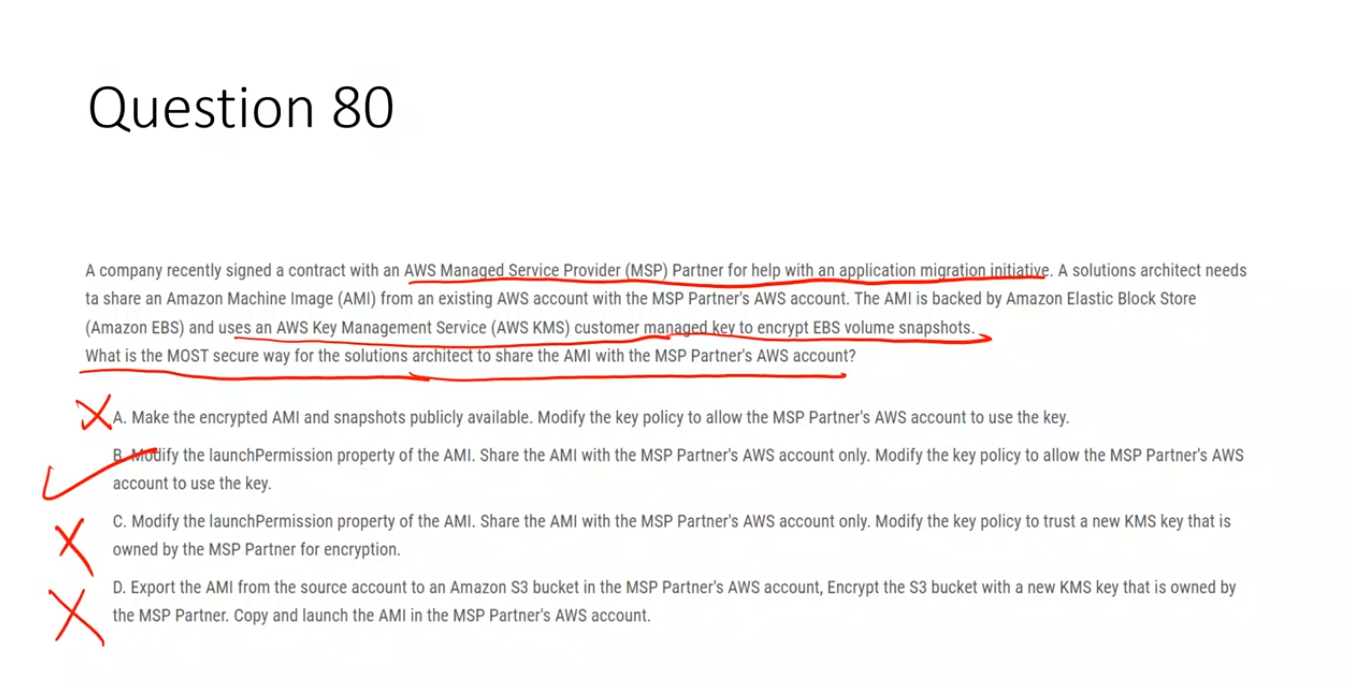 Question 80
A company recently signed a contract with an AWS Managed Service Provider (MSP) Partner for help with an application migration initiative. A solutions architect needs
ta share an Amazon Machine Image (AMI) from an existing AWS account with the MSP Partner's AWS account. The AMI is backed by Amazon Elastic Block Store
(Amazon EBS) and uses an AWS Key Management Service (AWS KMS) customer managed key to encrypt EBS volume snapshots.
What is the MOST secure way for the solutions architect to share the AMI with the MSP Partner's AWS account?
A. Make the encrypted AMI and snapshots publicly available. Modify the key policy to allow the MSP Partner's AWS account to use the key.
B. Modify the launchPermission property of the AMI. Share the AMI with the MSP Partner's AWS account only. Modify the key policy to allow the MSP Partner's AWS
account to use the key.
C. Modify the launchPermission property of the AMI. Share the AMI with the MSP Partner's AWS account only. Modify the key policy to trust a new KMS key that is
owned by the MSP Partner for encryption.
D. Export the AMI from the source account to an Amazon S3 bucket in the MSP Partner's AWS account, Encrypt the S3 bucket with a new KMS key that is owned by
the MSP Partner. Copy and launch the AMI in the MSP Partner's AWS account.